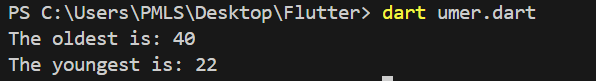 PS C:\Users\PMLS\Desktop\Flutter> dart umer.dart
The oldest is: 40
The youngest is: 22